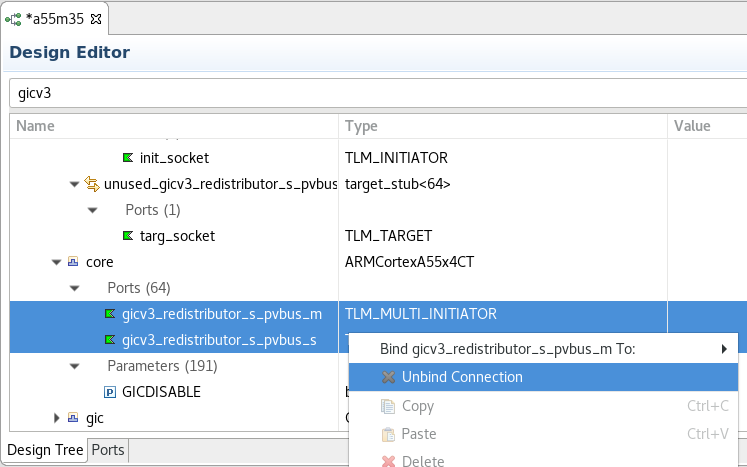 *a55m35
Design Editor
gicv3
Name Type Value
init_socket TLM_INITIATOR
unused_gicv3_redistributor_s_pvbus target_stub<64>
Ports (1)
targ_socket TLM_TARGET
core ARMCortexA55x4CT
Ports (64)
gicv3_redistributor_s_pvbus_m TLM_MULTI_INITIATOR
gicv3_redistributor_s_pvbus_s
Bind gicv3_redistributor_s_pvbus_m To:
Parameters (191)
Unbind Connection
P GICDISABLE
Copy Ctrl+C
gic
Paste Ctrl+V
Design Tree Ports
Delete